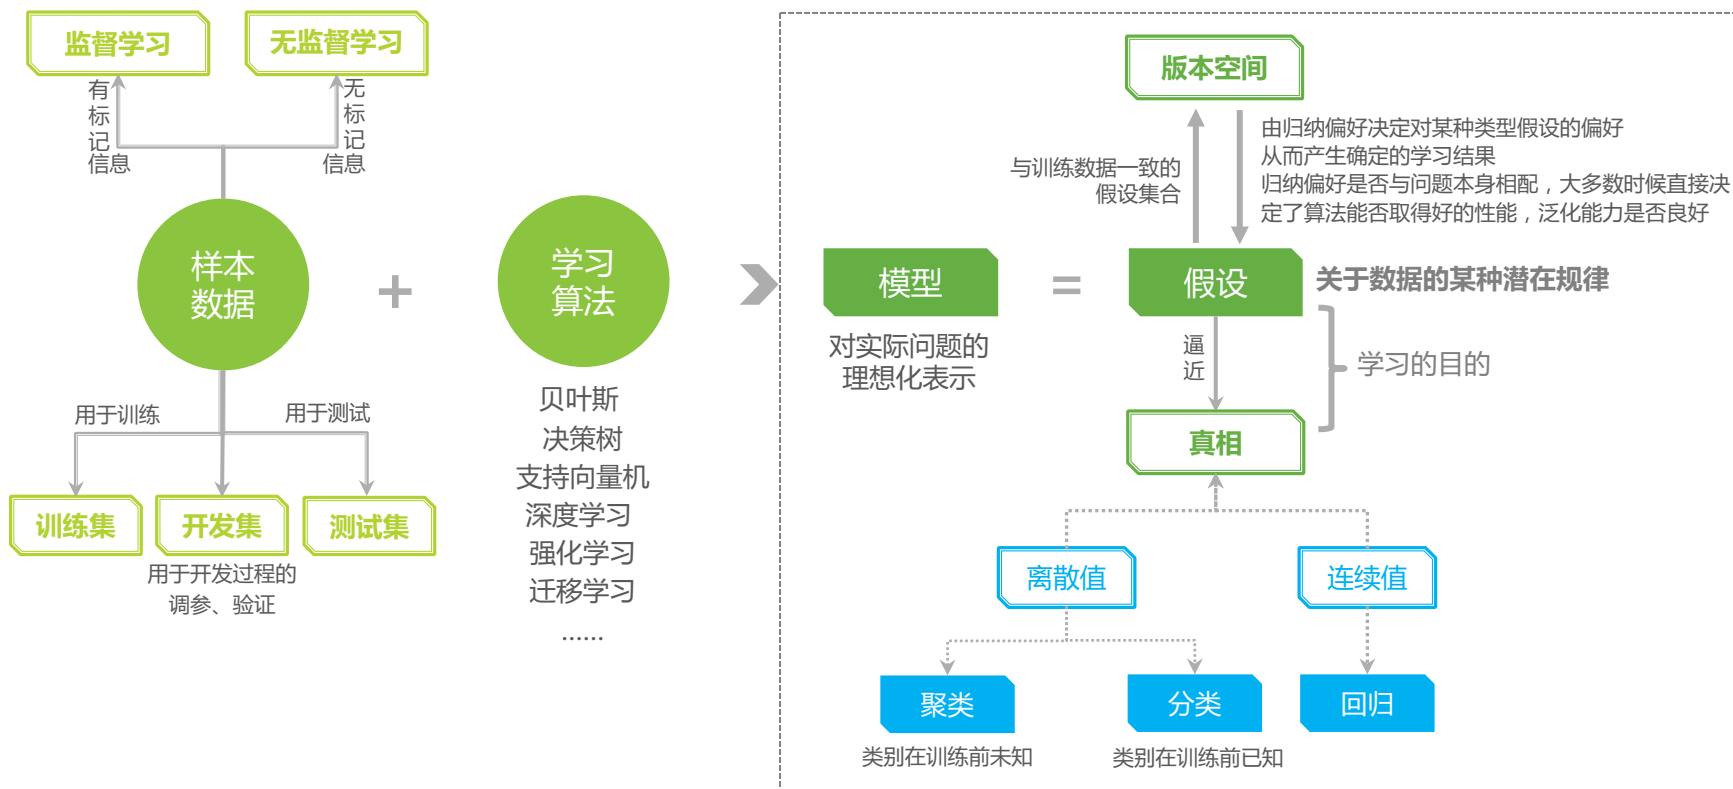 监督学习
无监督学习
有
标
记
信息
无
标
记
信息
样本
数据
用于训练
用于测试
训练集
开发集
测试集
用于开发过程的
调参、验证
+
学习
算法
贝叶斯
决策树
支持向量机
深度学习
强化学习
迁移学习
……
版本空间
与训练数据一致的
假设集合
由归纳偏好决定对某种类型假设的偏好
从而产生确定的学习结果
归纳偏好是否与问题本身相配，大多数时候直接决
定了算法能否取得好的性能，泛化能力是否良好
模型
=
假设
关于数据的某种潜在规律
对实际问题的
理想化表示
逼
近
学习的目的
真相
离散值
连续值
聚类
分类
回归
类别在训练前未知
类别在训练前已知